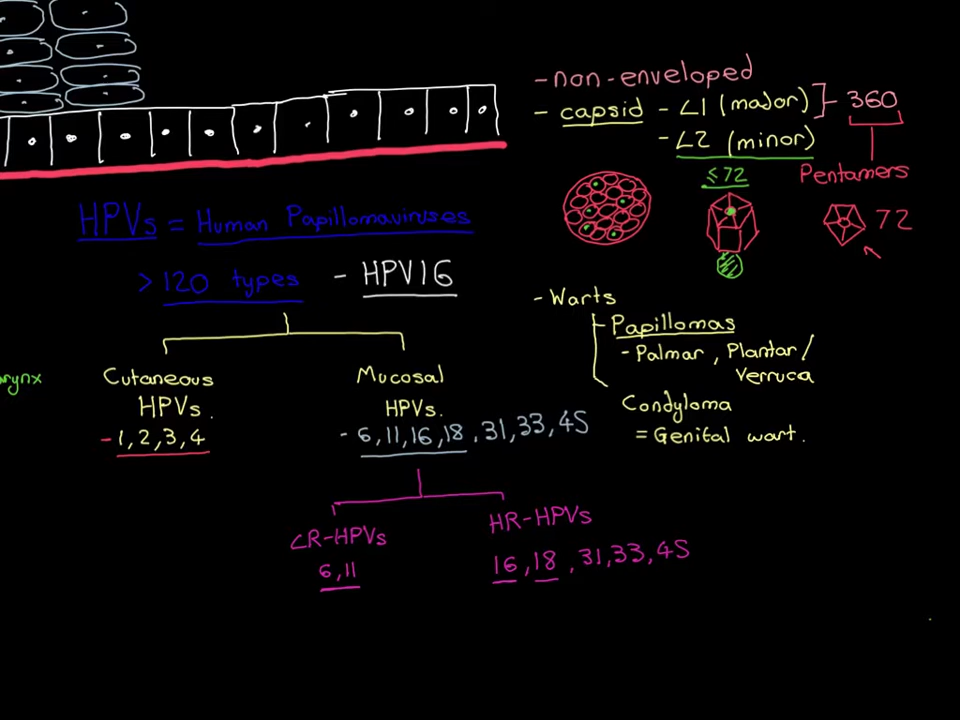 - non-enveloped
- capsid - L1 (major) } - 360
- L2 (minor)
≤72
Pentamers
72
HPVs = Human Papillomaviruses
> 120 types - HPV16
- Warts
- Papillomas
- Palmar, Plantar/
Verruca
Condyloma
= Genital wart.
Cutaneous
HPVs.
- 1, 2, 3, 4
Mucosal
HPVs.
- 6, 11, 16, 18, 31, 33, 45
LR-HPVs
6, 11
HR-HPVs
16, 18, 31, 33, 45